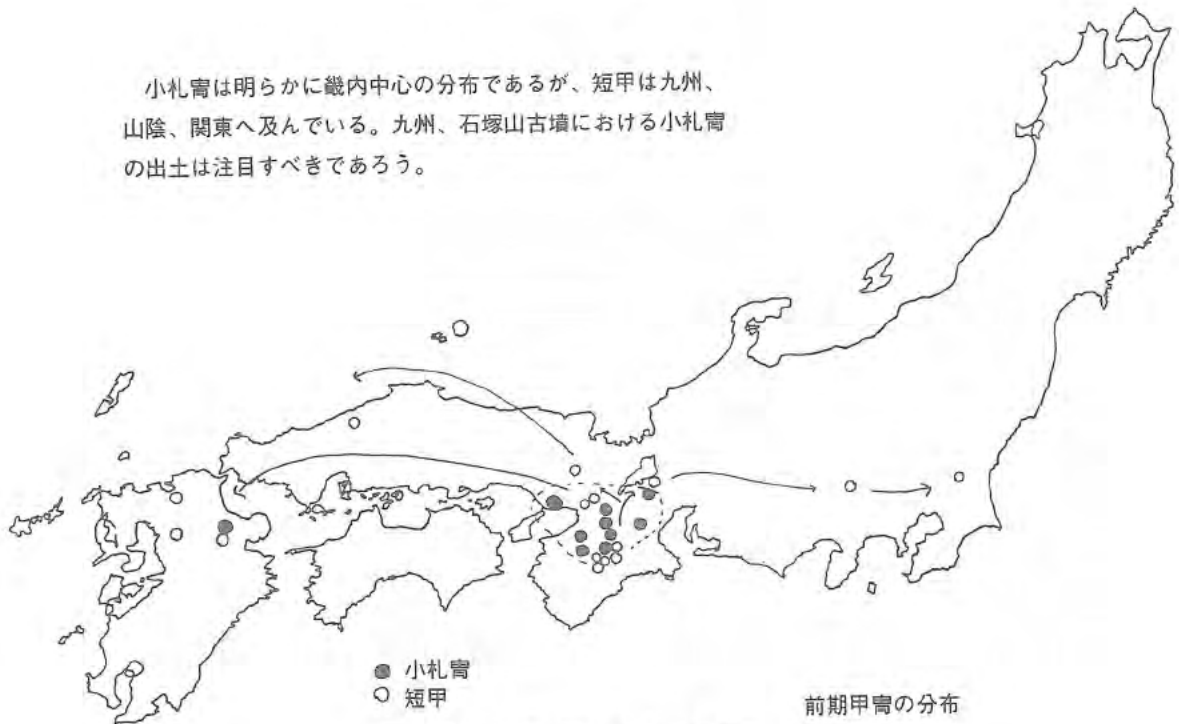 小札冑は明らかに畿内中心の分布であるが、短甲は九州、
山陰、関東へ及んでいる。九州、石塚山古墳における小札冑
の出土は注目すべきであろう。
小札冑
短甲
前期甲冑の分布